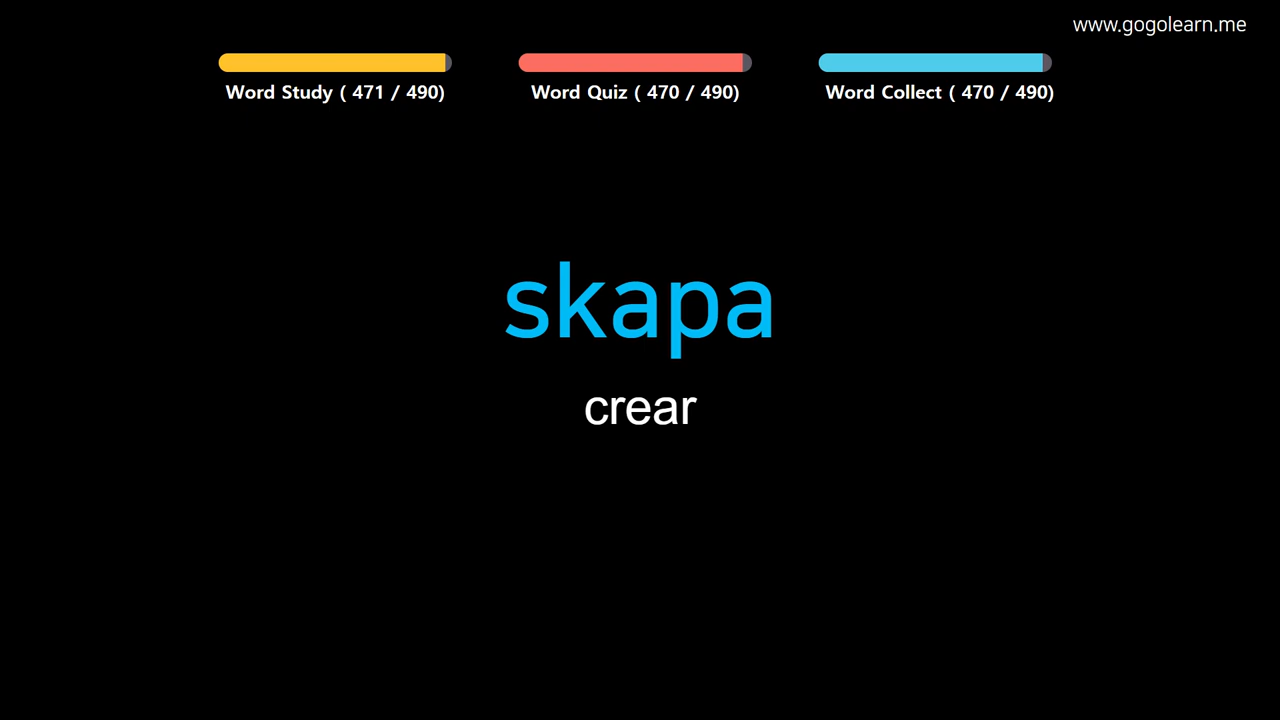 www.gogolearn.me
Word Study ( 471 / 490)
Word Quiz ( 470 / 490)
Word Collect ( 470 / 490)
skapa
crear